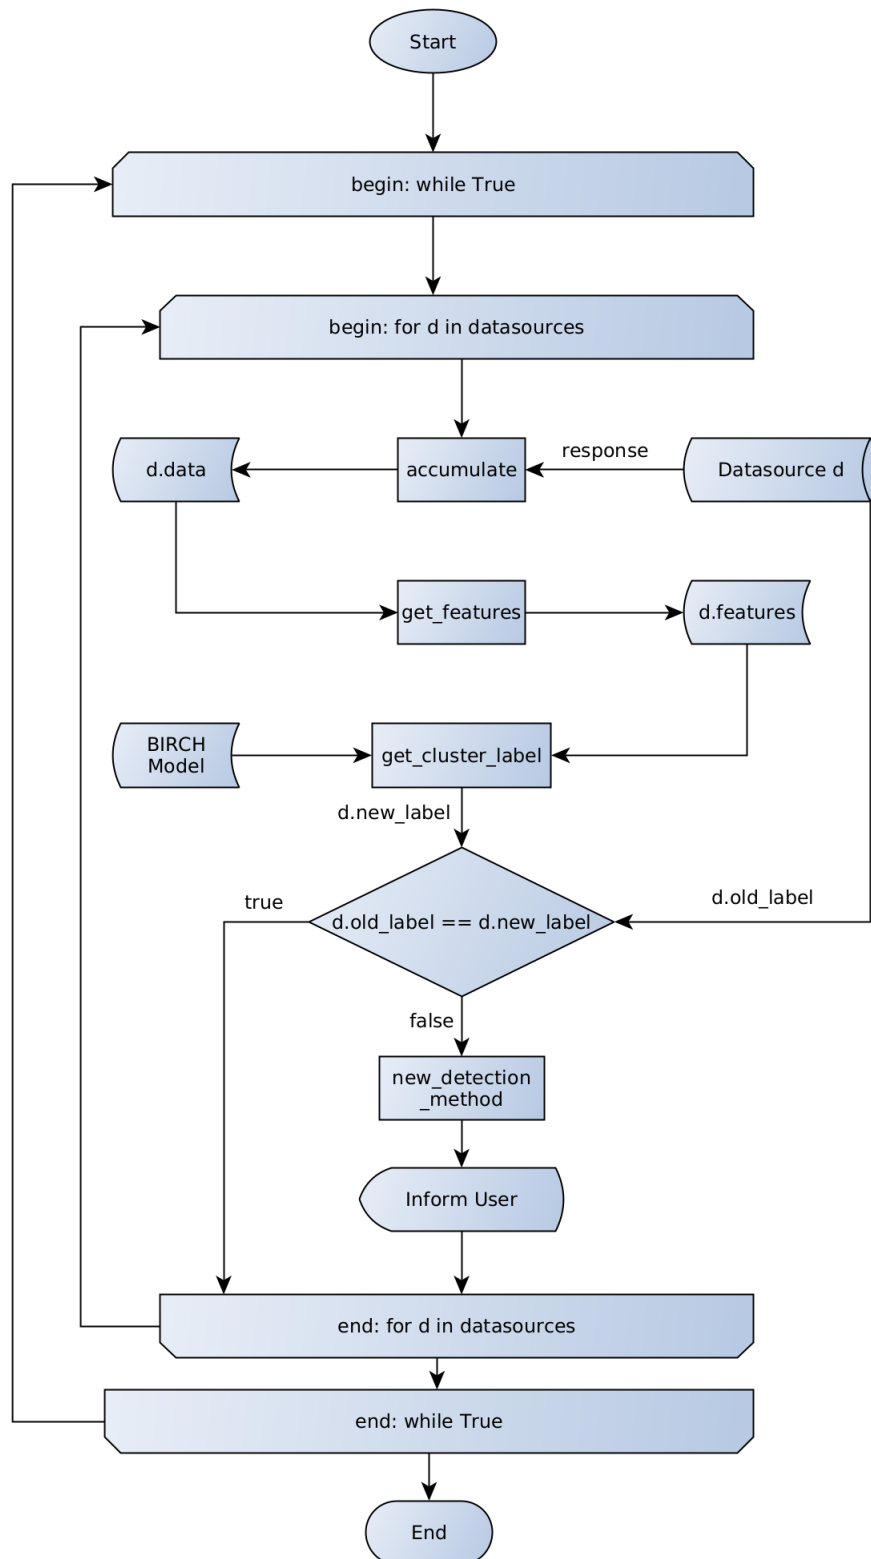 Start
begin: while True
begin: for d in datasources
d.data
accumulate
response
Datasource d
get_features
d.features
BIRCH
Model
get_cluster_label
d.new_label
true
d.old_label == d.new_label
d.old_label
false
new_detection
_method
Inform User
end: for d in datasources
end: while True
End